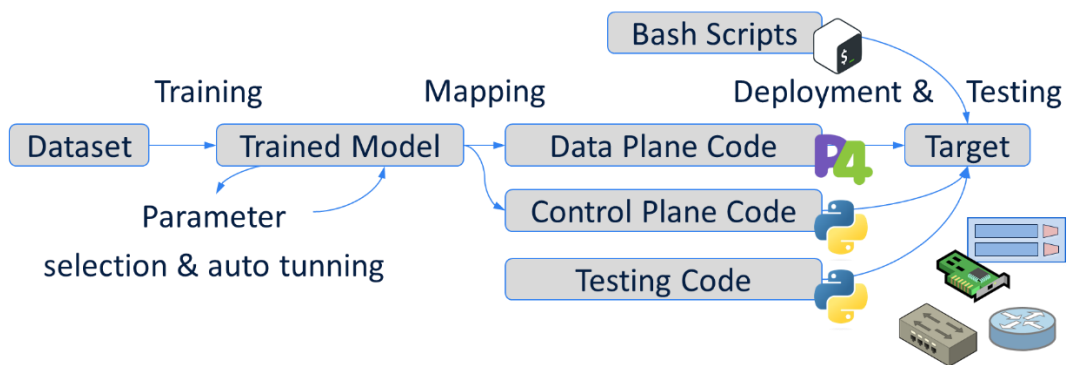 Bash Scripts
$_
Training
Mapping
Deployment & Testing
Dataset
Trained Model
Data Plane Code
P4
Target
Parameter
selection & auto tunning
Control Plane Code
Testing Code